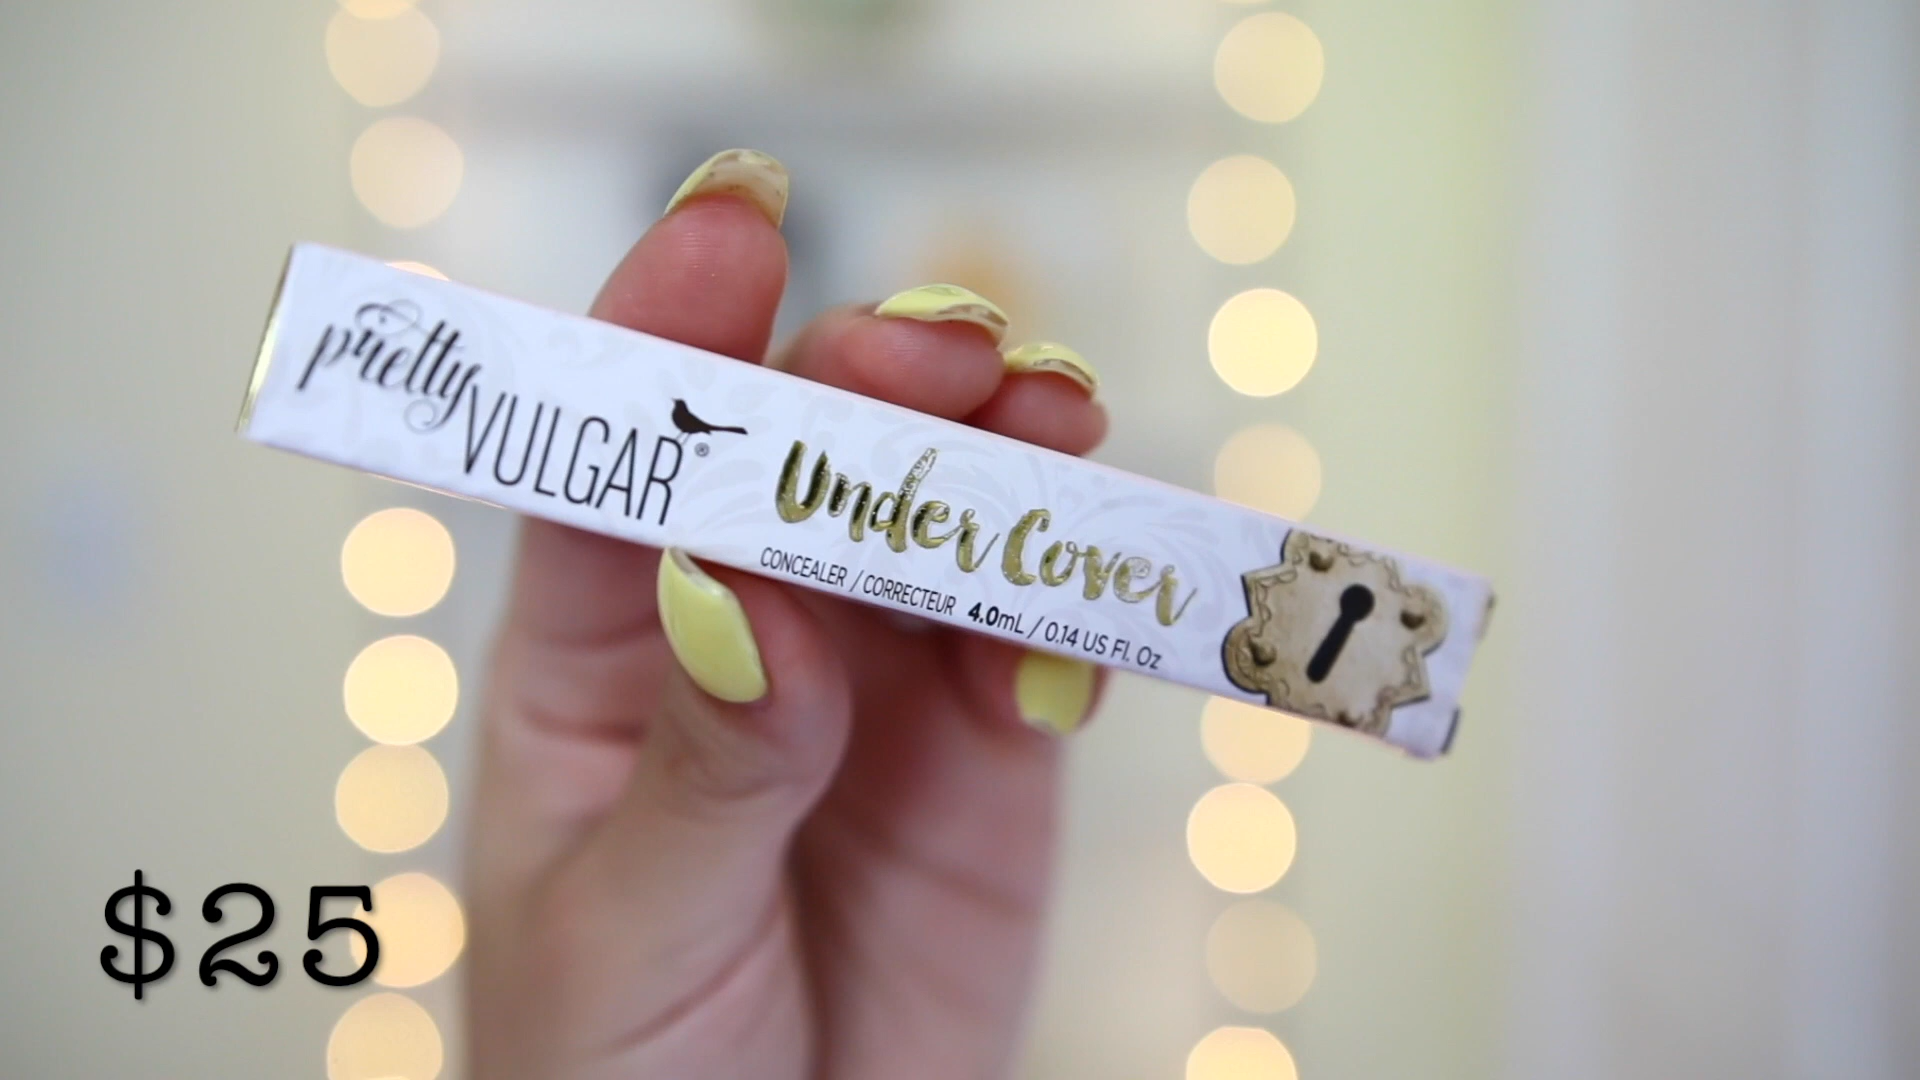 pretty
VULGAR®
Under Cover
CONCEALER / CORRECTEUR 4.0mL / 0.14 US Fl. Oz
$25